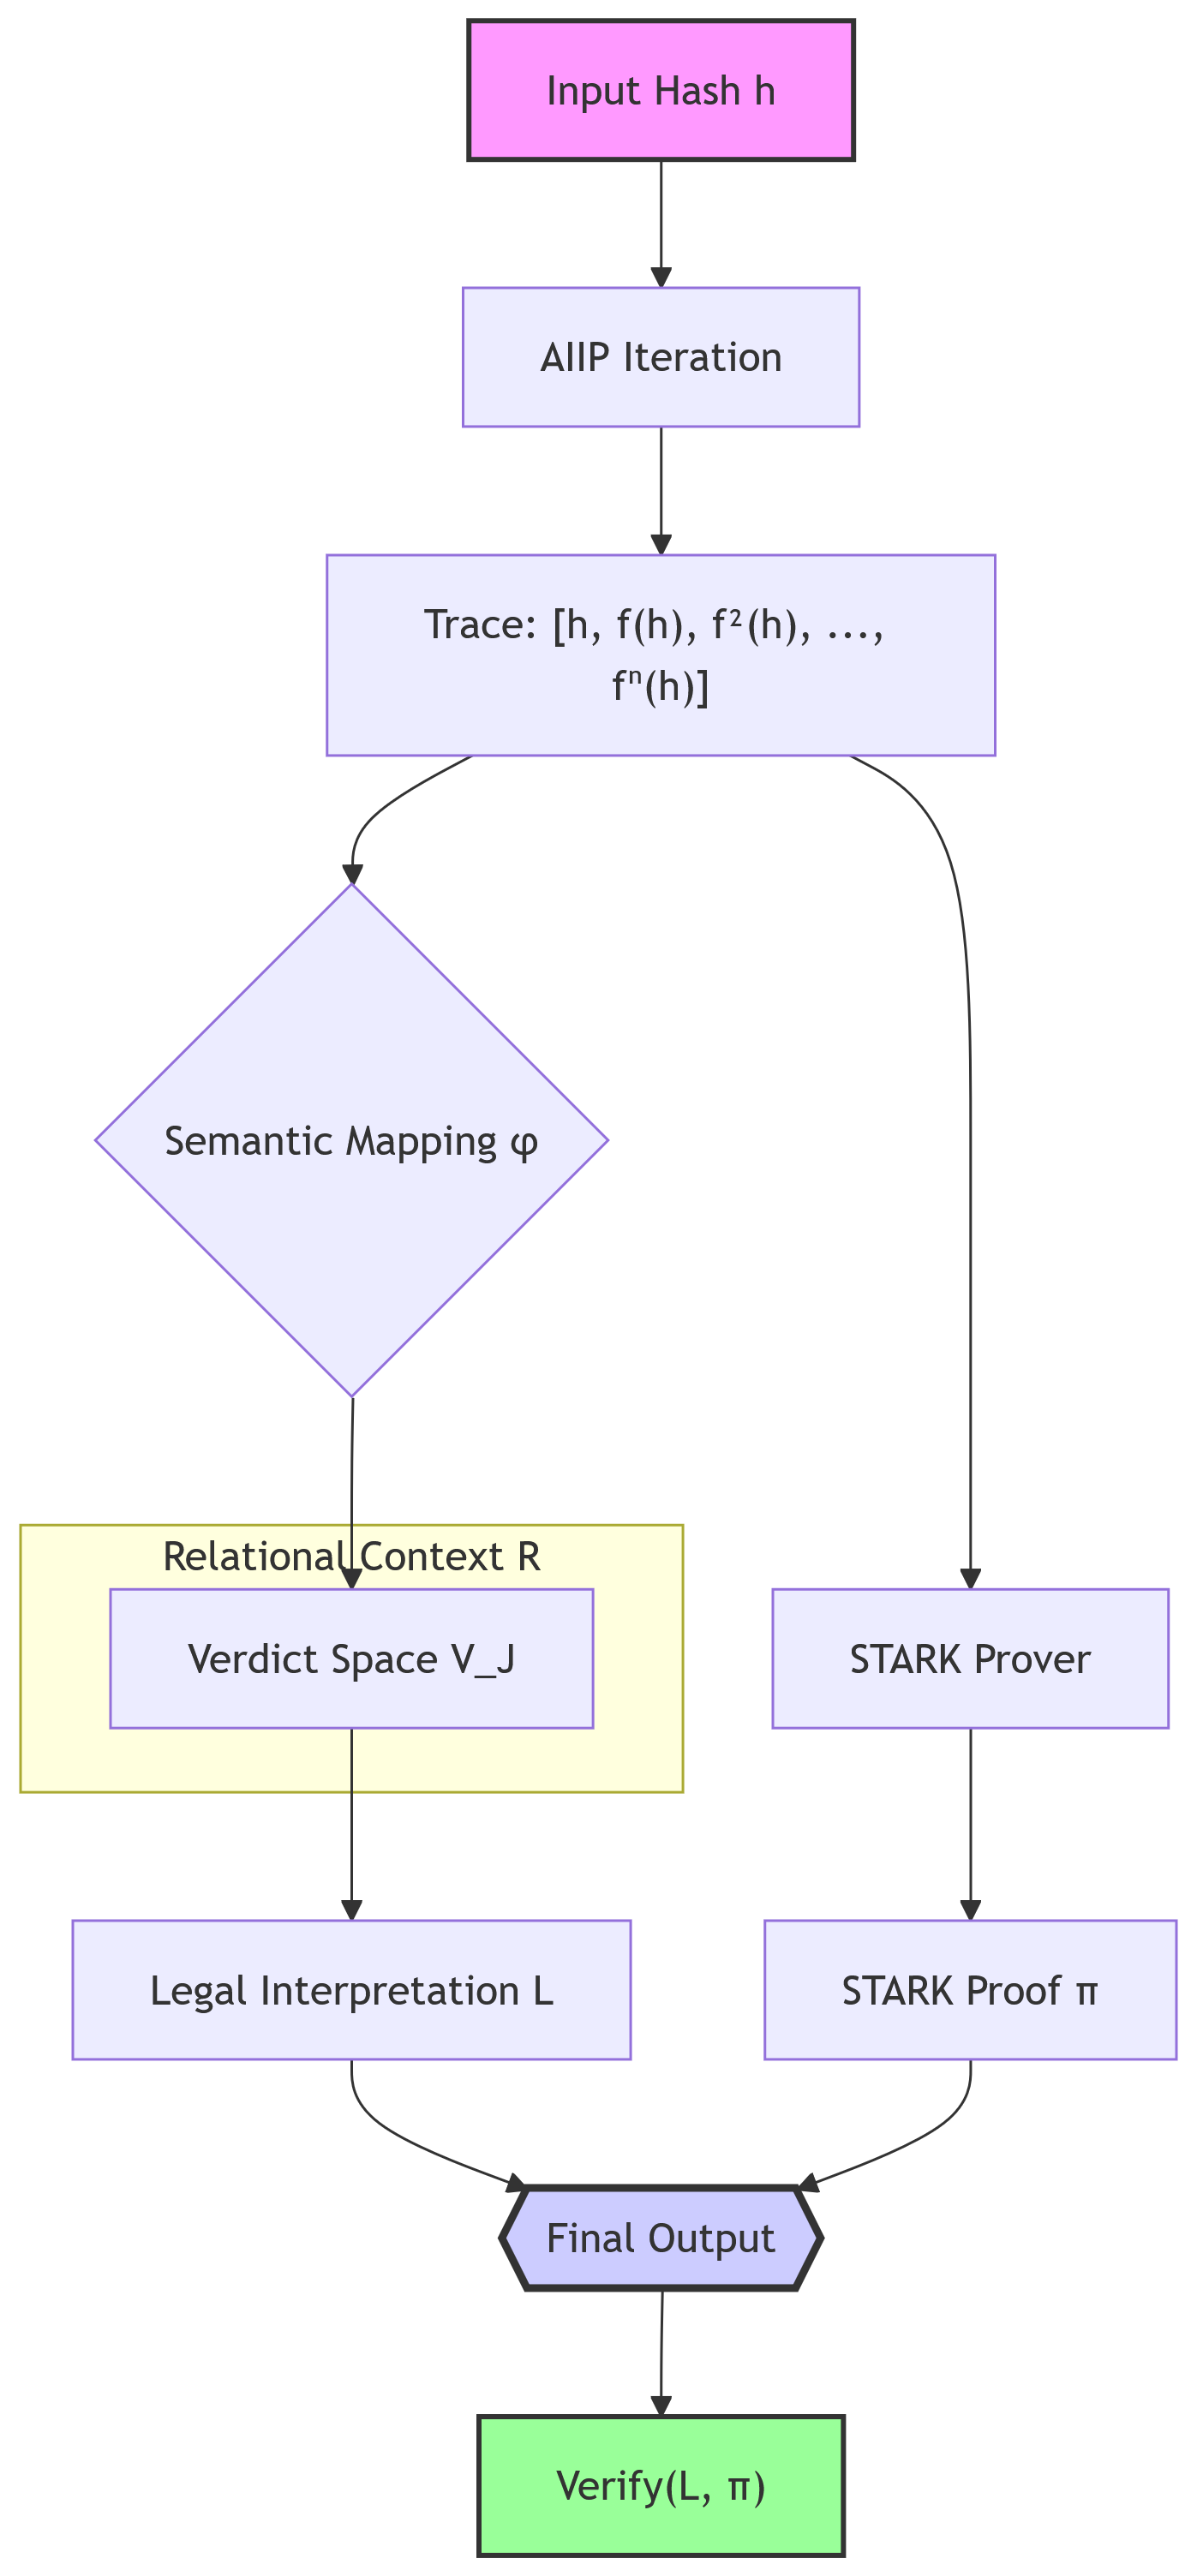 Input Hash h
AIIP Iteration
Trace: [h, f(h), f²(h), ...,
fⁿ(h)]
Semantic Mapping φ
Relational Context R
Verdict Space V_J
STARK Prover
Legal Interpretation L
STARK Proof π
Final Output
Verify(L, π)